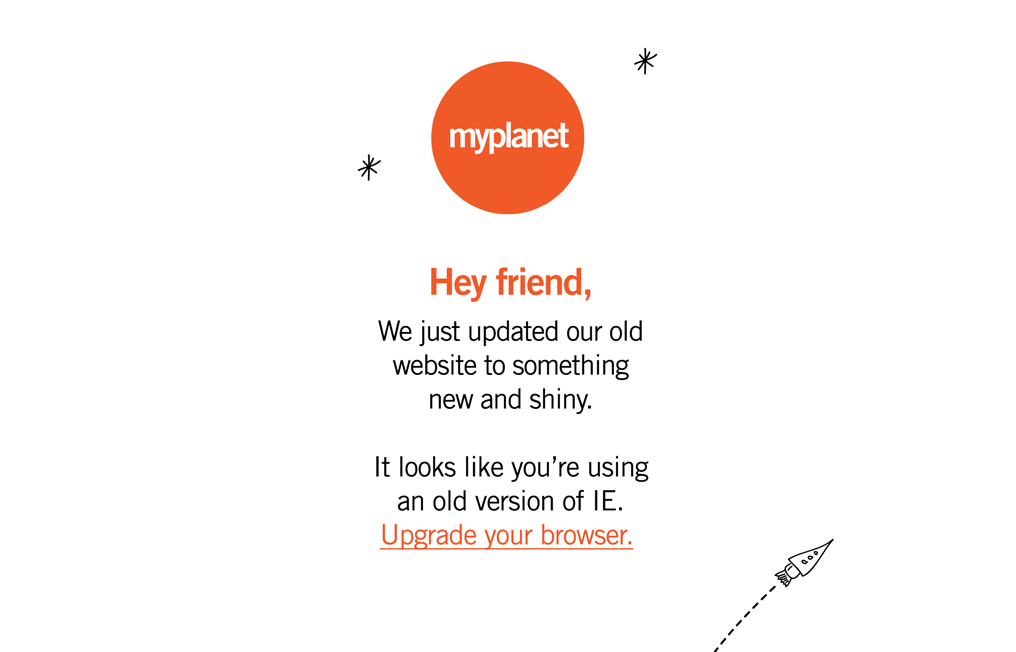 myplanet
Hey friend,
We just updated our old
website to something
new and shiny.
It looks like you’re using
an old version of IE.
Upgrade your browser.